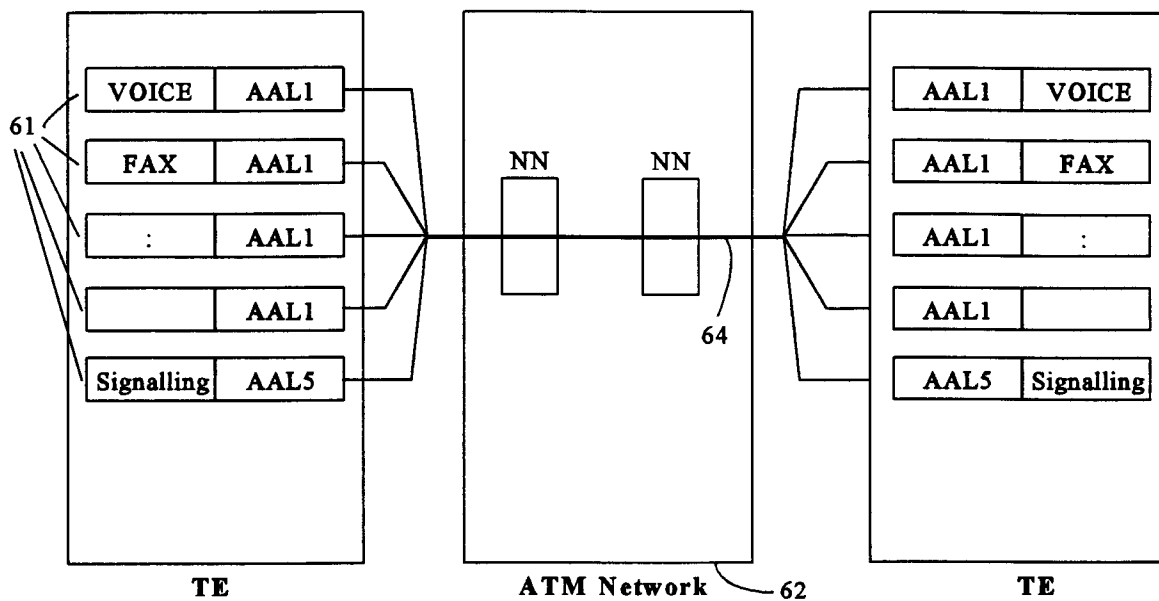 VOICE AAL1 AAL1 VOICE
61
FAX AAL1 NN NN AAL1 FAX
: AAL1 AAL1 :
AAL1 AAL1
64
Signalling AAL5 AAL5 Signalling
TE ATM Network 62 TE